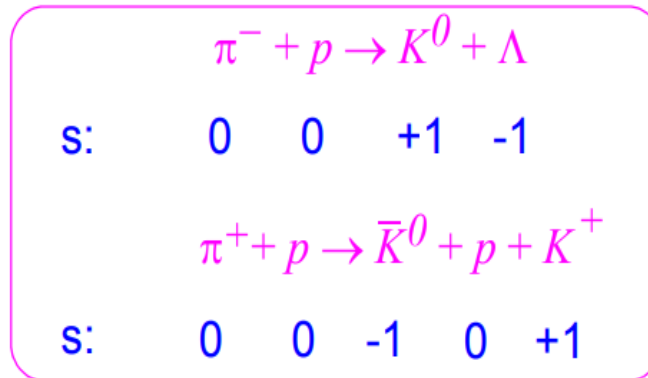 π⁻ + p → K⁰ + Λ
s: 0 0 +1 -1
π⁺ + p → K̅⁰ + p + K⁺
s: 0 0 -1 0 +1